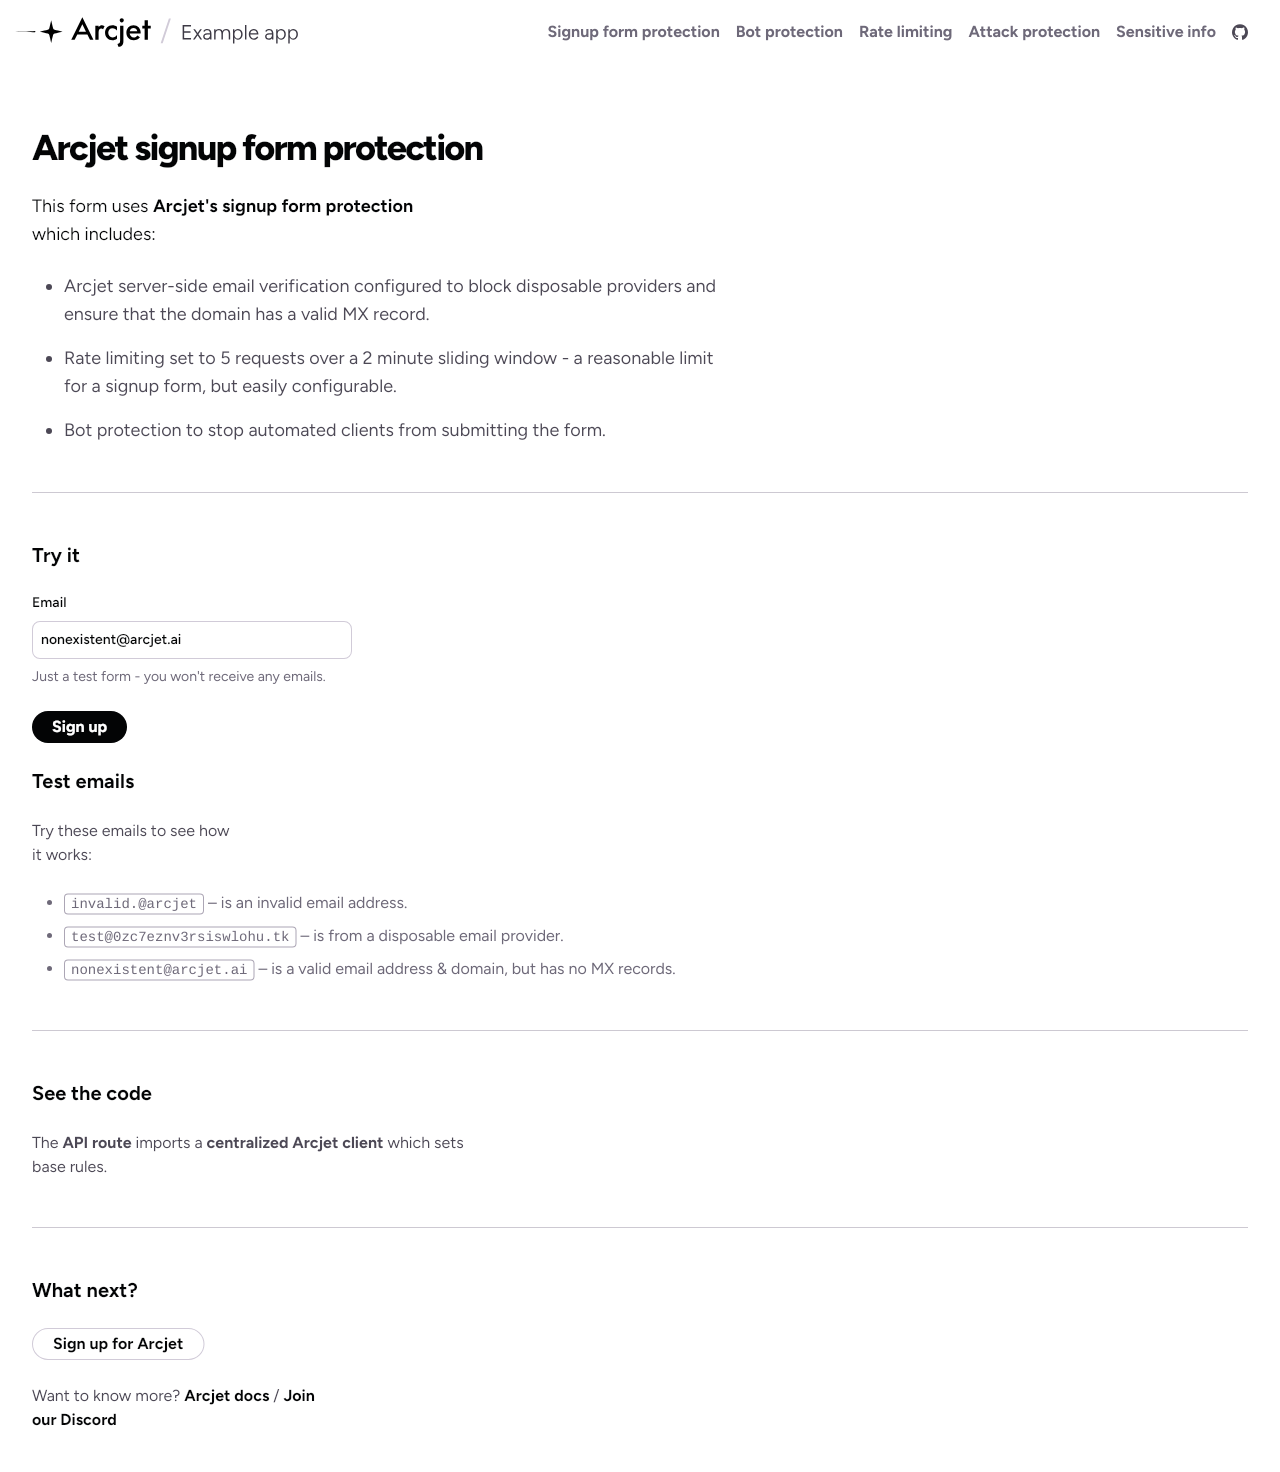 Arcjet / Example app
Signup form protection Bot protection Rate limiting Attack protection Sensitive info
Arcjet signup form protection
This form uses Arcjet's signup form protection
which includes:
Arcjet server-side email verification configured to block disposable providers and
ensure that the domain has a valid MX record.
Rate limiting set to 5 requests over a 2 minute sliding window - a reasonable limit
for a signup form, but easily configurable.
Bot protection to stop automated clients from submitting the form.
Try it
Email
nonexistent@arcjet.ai
Just a test form - you won't receive any emails.
Sign up
Test emails
Try these emails to see how
it works:
invalid.@arcjet – is an invalid email address.
test@0zc7eznv3rsiswlohu.tk – is from a disposable email provider.
nonexistent@arcjet.ai – is a valid email address & domain, but has no MX records.
See the code
The API route imports a centralized Arcjet client which sets
base rules.
What next?
Sign up for Arcjet
Want to know more? Arcjet docs / Join
our Discord